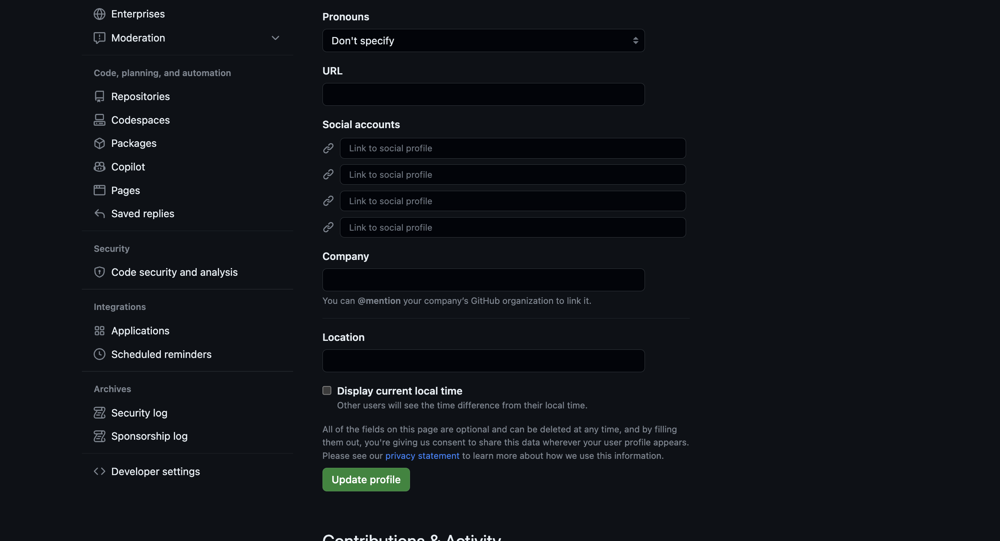 Enterprises
Moderation
Code, planning, and automation
Repositories
Codespaces
Packages
Copilot
Pages
Saved replies
Security
Code security and analysis
Integrations
Applications
Scheduled reminders
Archives
Security log
Sponsorship log
Developer settings
Pronouns
Don't specify
URL
Social accounts
Link to social profile
Link to social profile
Link to social profile
Link to social profile
Company
You can @mention your company’s GitHub organization to link it.
Location
Display current local time
Other users will see the time difference from their local time.
All of the fields on this page are optional and can be deleted at any time, and by filling
them out, you're giving us consent to share this data wherever your user profile appears.
Please see our privacy statement to learn more about how we use this information.
Update profile
Contributions & Activity